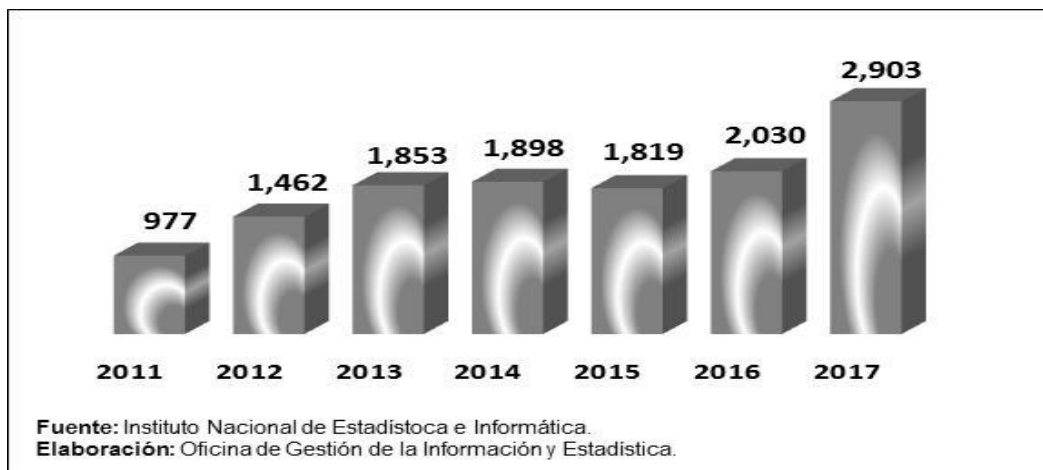 977
1,462
1,853
1,898
1,819
2,030
2,903
2011 2012 2013 2014 2015 2016 2017
Fuente: Instituto Nacional de Estadístoca e Informática.
Elaboración: Oficina de Gestión de la Información y Estadística.